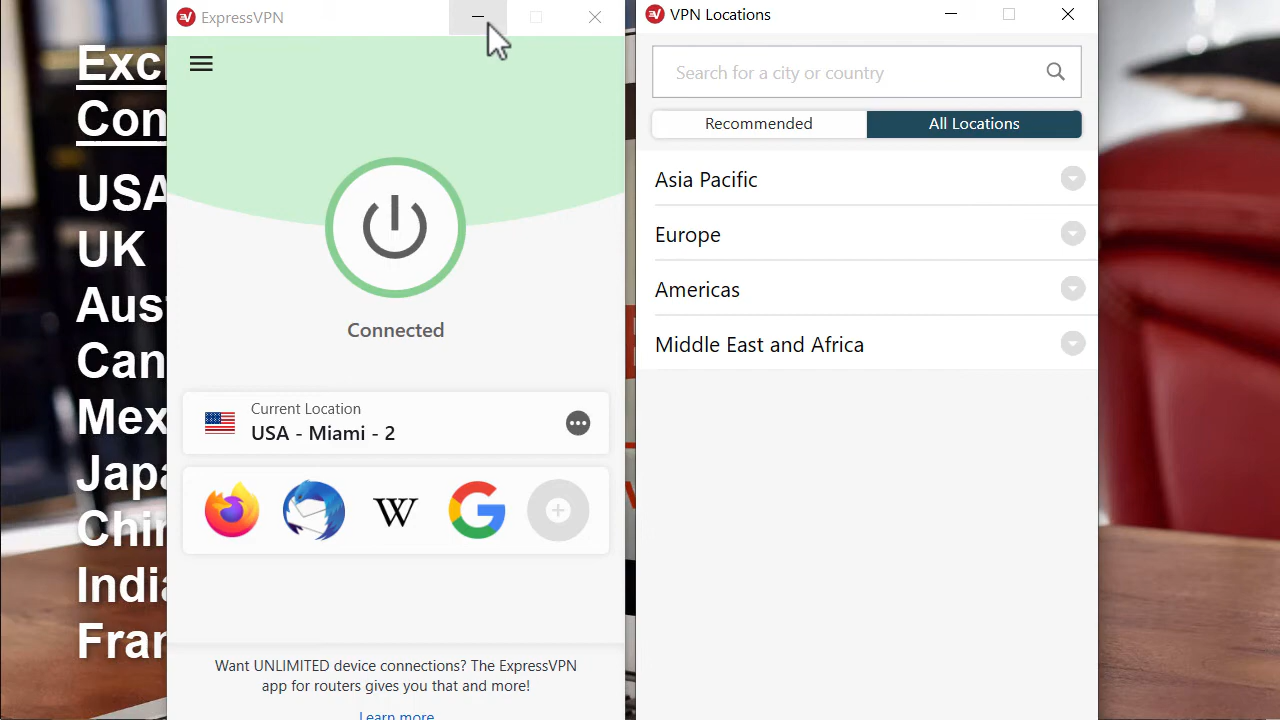 ExpressVPN
Connected
Current Location
USA - Miami - 2
W
Want UNLIMITED device connections? The ExpressVPN
app for routers gives you that and more!
Learn more
VPN Locations
Search for a city or country
Recommended
All Locations
Asia Pacific
Europe
Americas
Middle East and Africa
USA
UK